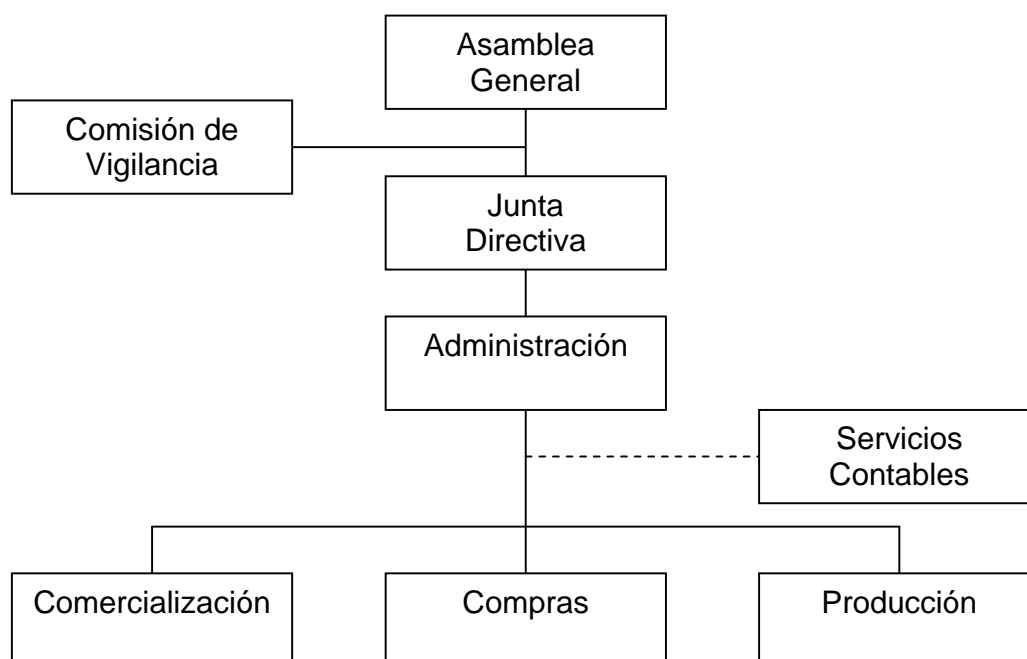 Asamblea
General
Comisión de
Vigilancia
Junta
Directiva
Administración
Servicios
Contables
Comercialización
Compras
Producción